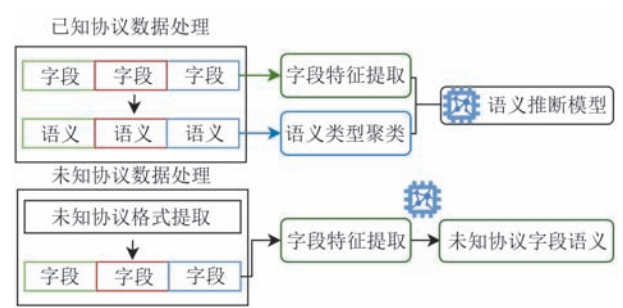 已知协议数据处理
字段 字段 字段 字段特征提取
语义推断模型
语义 语义 语义 语义类型聚类
未知协议数据处理
未知协议格式提取
字段特征提取 未知协议字段语义
字段 字段 字段